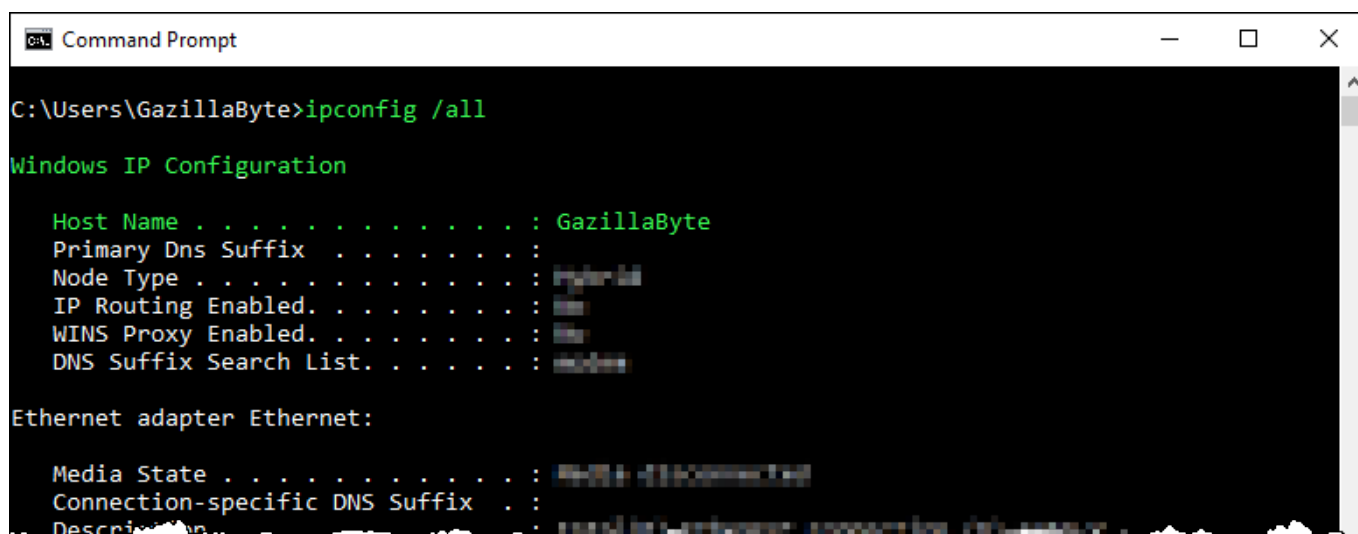 Command Prompt
C:\Users\GazillaByte>ipconfig /all
Windows IP Configuration
Host Name . . . . . . . . . . . . : GazillaByte
Primary Dns Suffix  . . . . . . . :
Node Type . . . . . . . . . . . . :
IP Routing Enabled. . . . . . . . :
WINS Proxy Enabled. . . . . . . . :
DNS Suffix Search List. . . . . . :
Ethernet adapter Ethernet:
Media State . . . . . . . . . . . :
Connection-specific DNS Suffix  . :